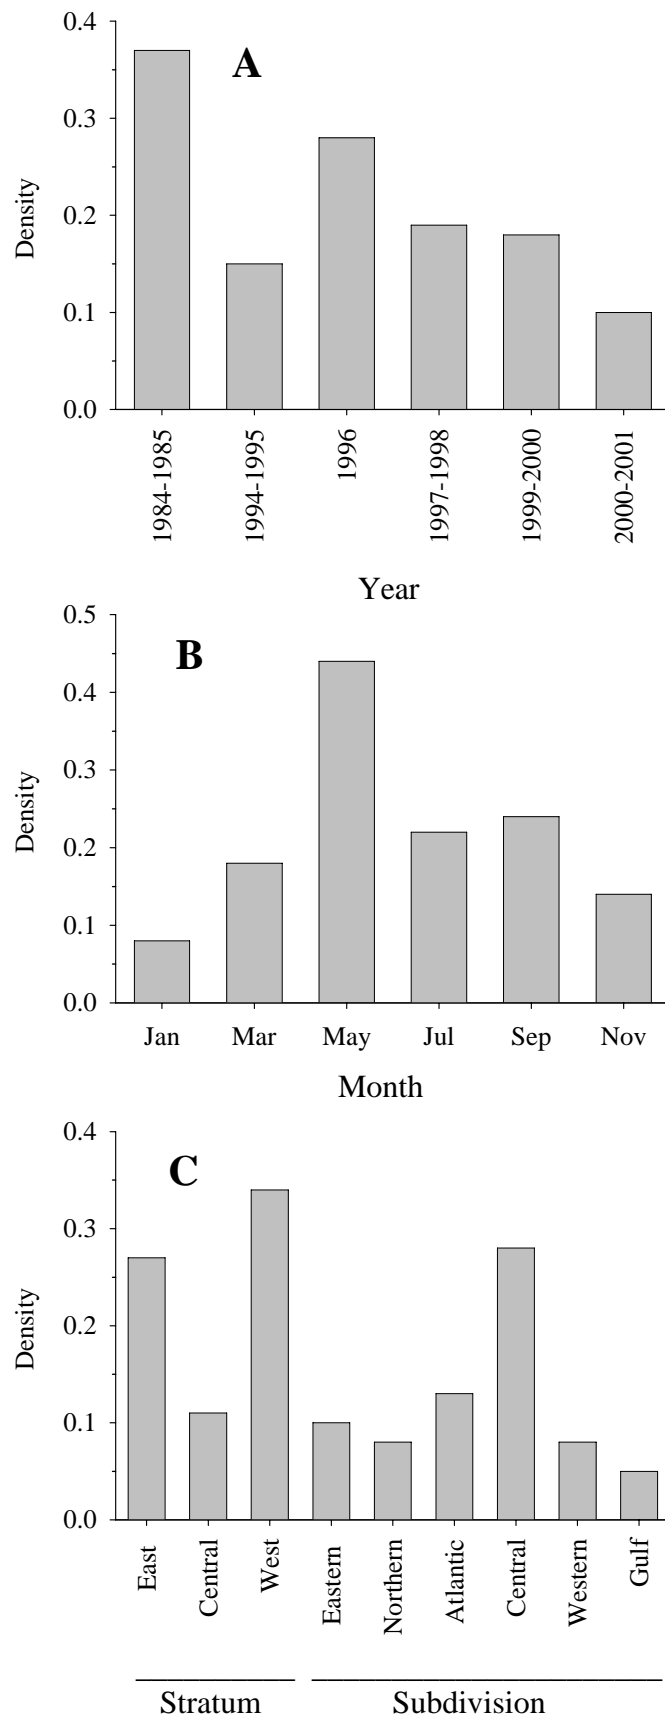 0.4
A
0.3
Density
0.2
0.1
0.0
1984-1985
1994-1995
1996
1997-1998
1999-2000
2000-2001
Year
0.5
B
0.4
0.3
Density
0.2
0.1
0.0
Jan Mar May Jul Sep Nov
Month
0.4
C
0.3
Density
0.2
0.1
0.0
East
Central
West
Eastern
Northern
Atlantic
Central
Western
Gulf
Stratum Subdivision